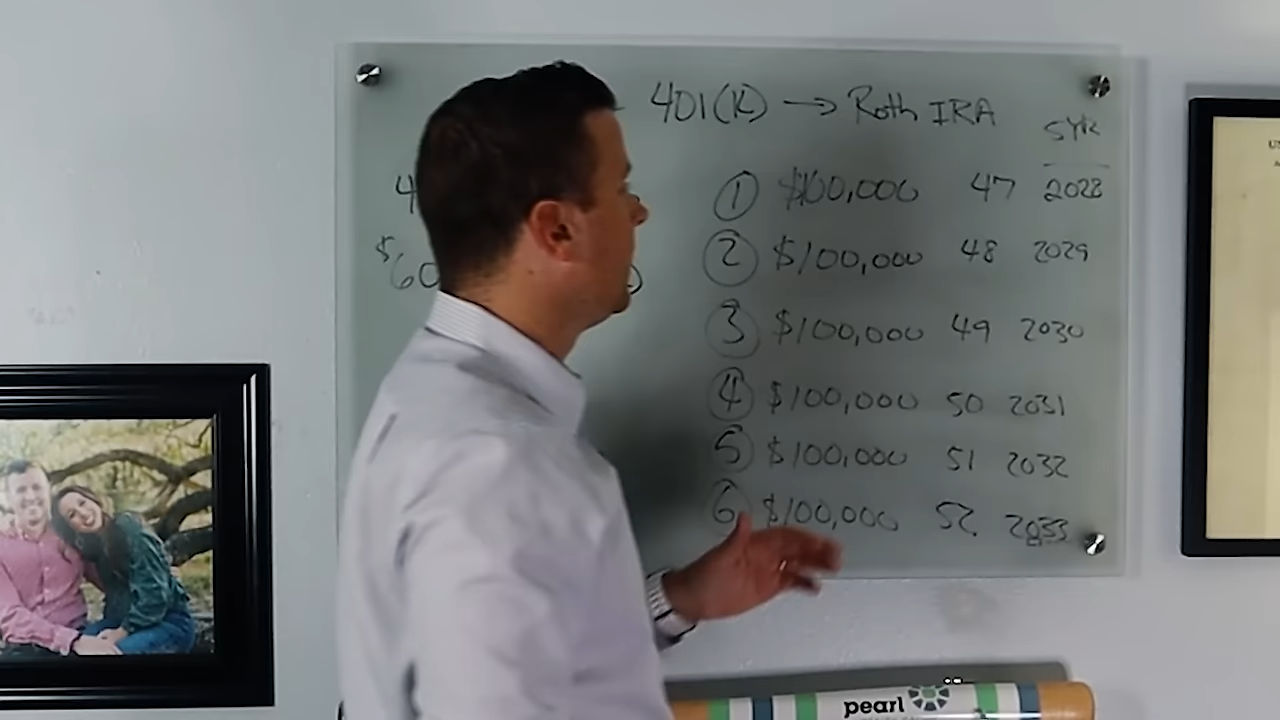 401(K) → Roth IRA
5YR
① $100,000 47 2028
② $100,000 48 2029
③ $100,000 49 2030
④ $100,000 50 2031
⑤ $100,000 51 2032
⑥ $100,000 52 2033
4
$60
pearl